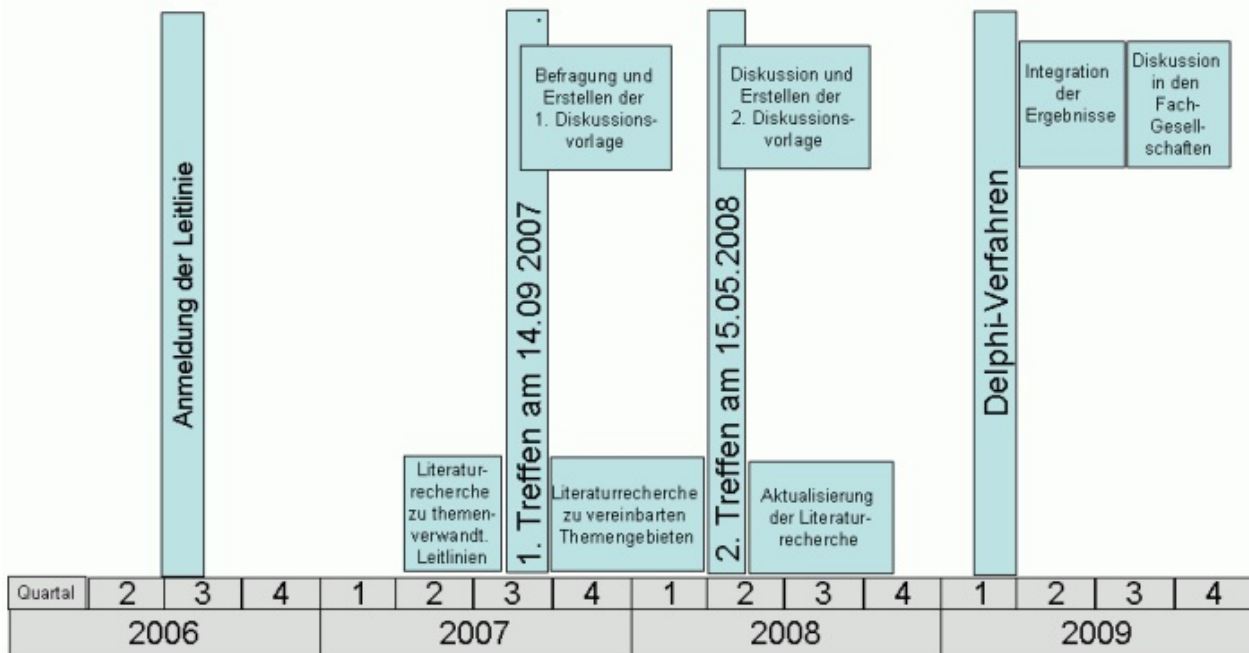 Anmeldung der Leitlinie
Literatur-
recherche
zu themen-
verwandt.
Leitlinien
1. Treffen am 14.09 2007
Befragung und
Erstellen der
1. Diskussions-
vorlage
Literaturrecherche
zu vereinbarten
Themengebieten
2. Treffen am 15.05.2008
Diskussion und
Erstellen der
2. Diskussions-
vorlage
Aktualisierung
der Literatur-
recherche
Delphi-Verfahren
Integration
der
Ergebnisse
Diskussion
in den
Fach-
Gesell-
schaften
Quartal 2 3 4 1 2 3 4 1 2 3 4 1 2 3 4
2006 2007 2008 2009